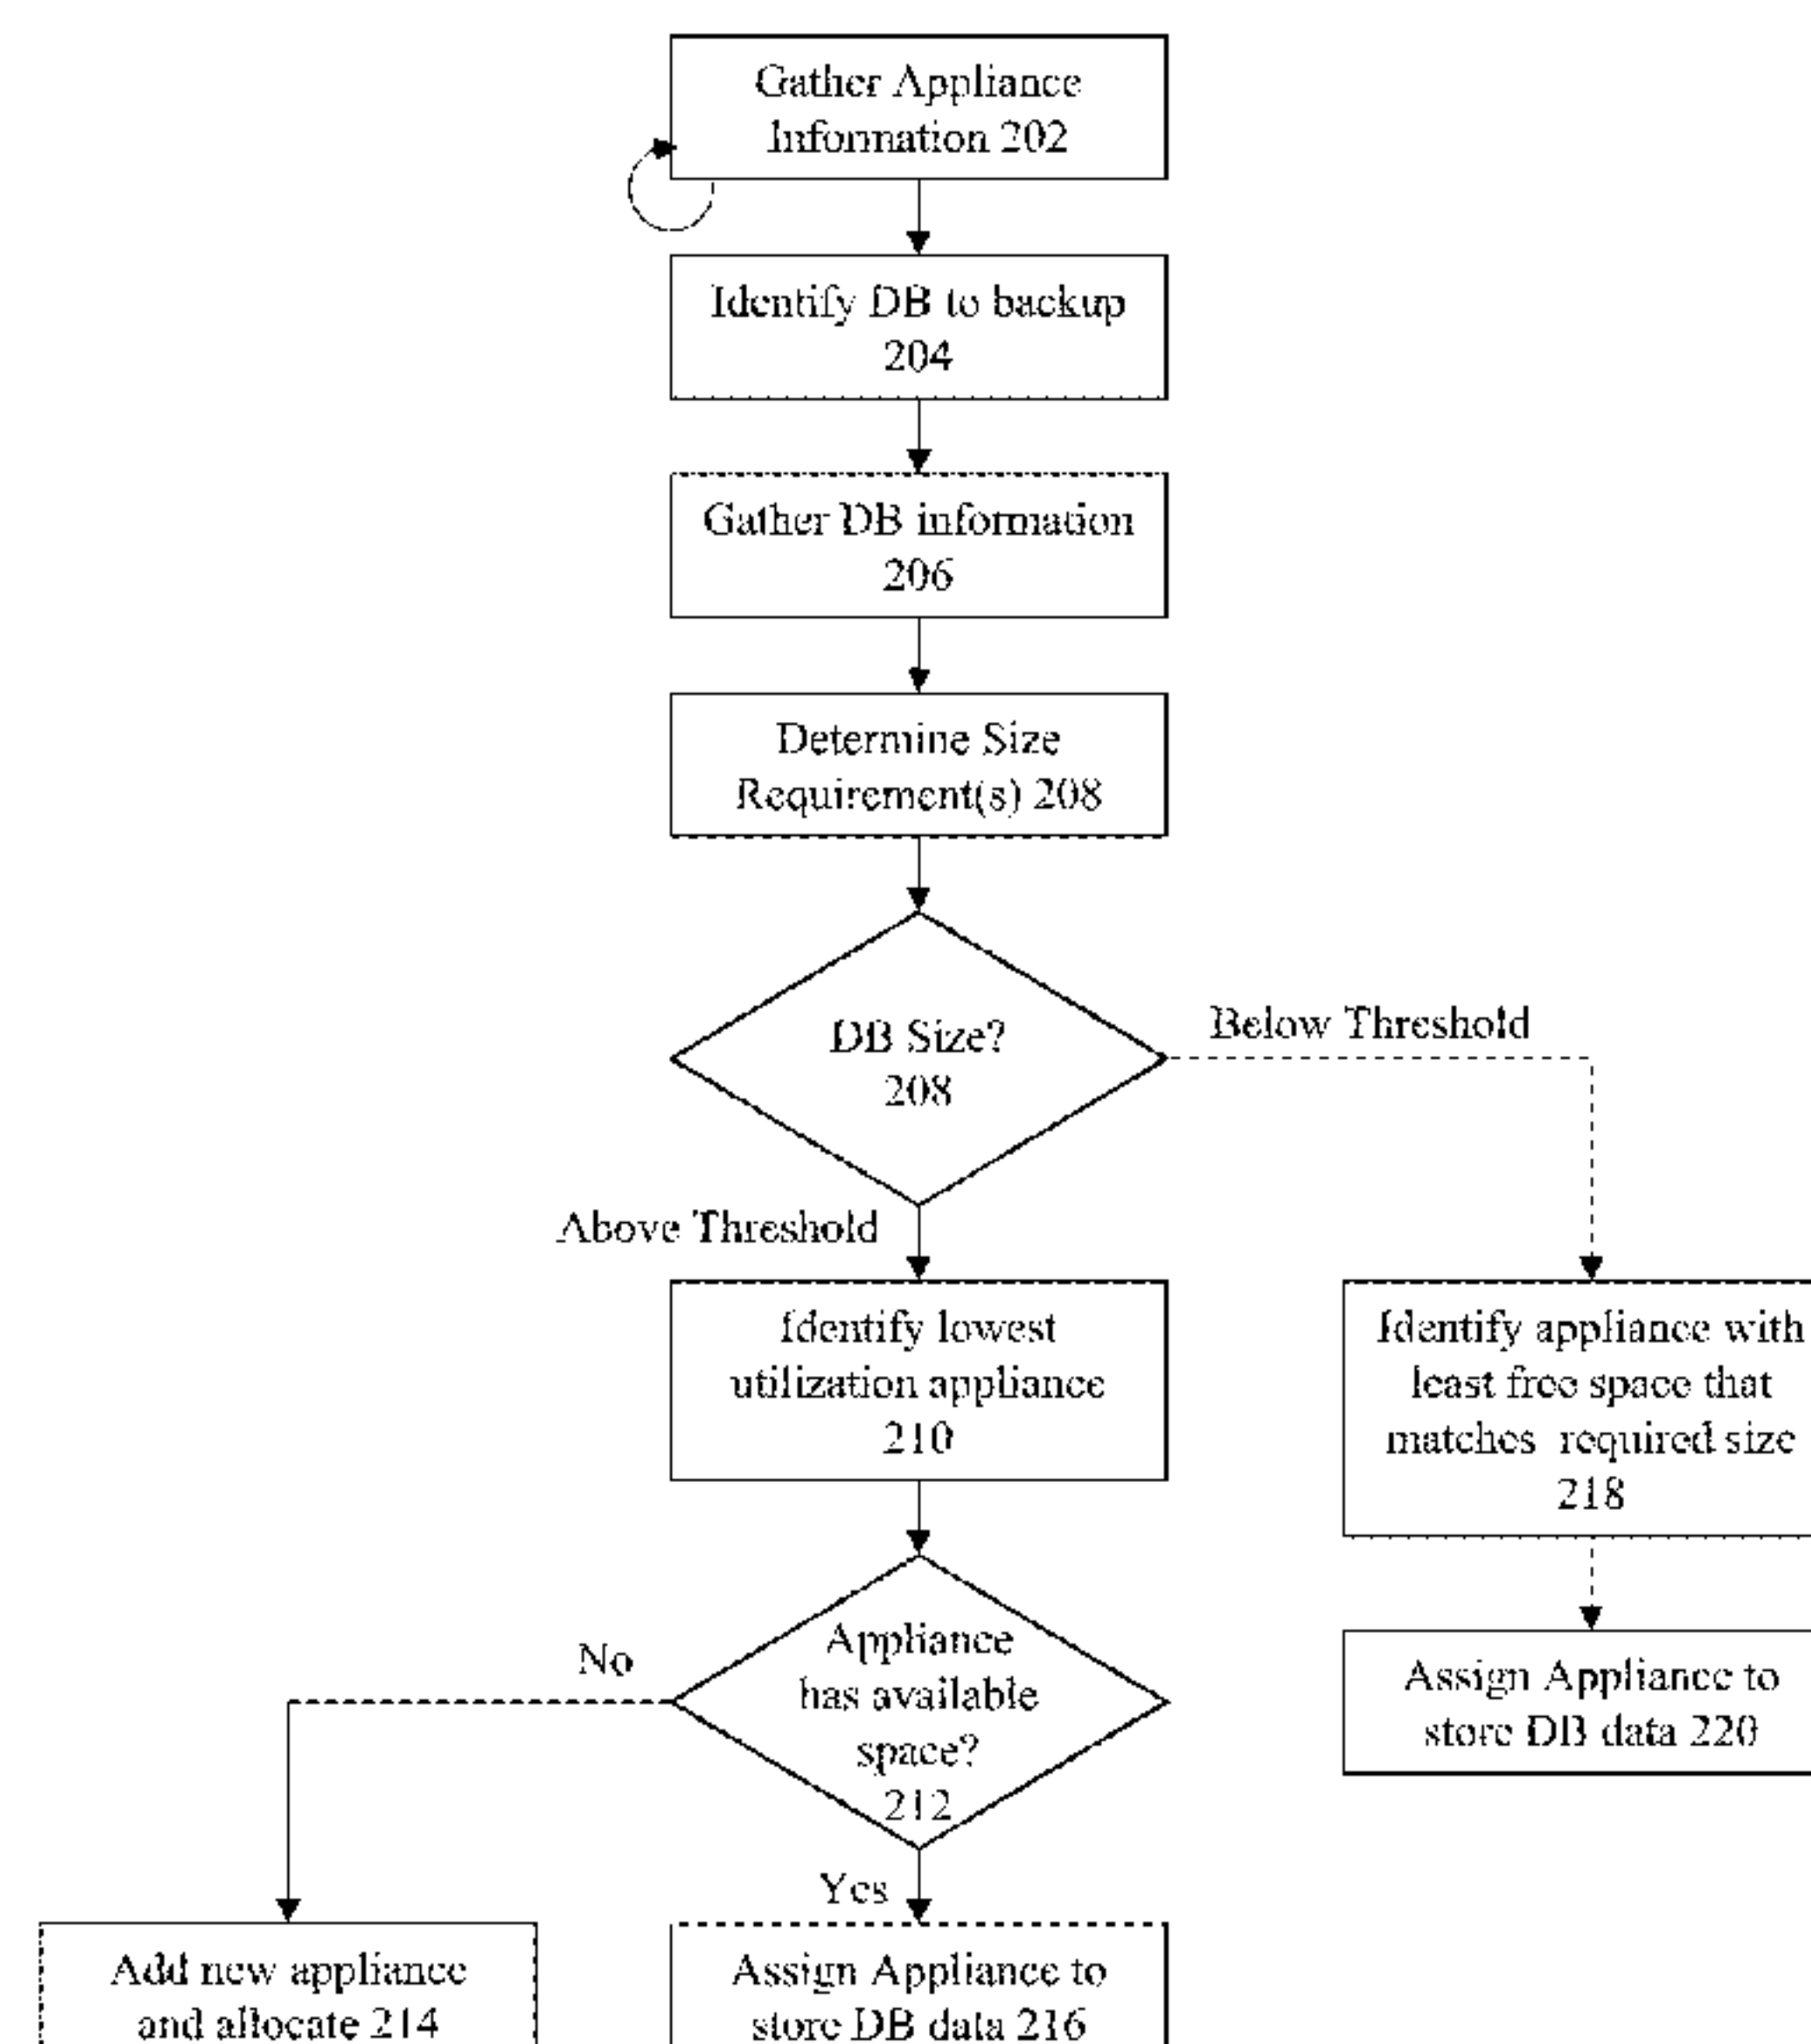 Gather Appliance
Information 202
Identify DB to backup
204
Gather DB information
206
Determine Size
Requirement(s) 208
DB Size?
208
Below Threshold
Above Threshold
Identify lowest
utilization appliance
210
Identify appliance with
least free space that
matches required size
218
Appliance
has available
space?
212
No
Assign Appliance to
store DB data 220
Yes
Add new appliance
and allocate 214
Assign Appliance to
store DB data 216